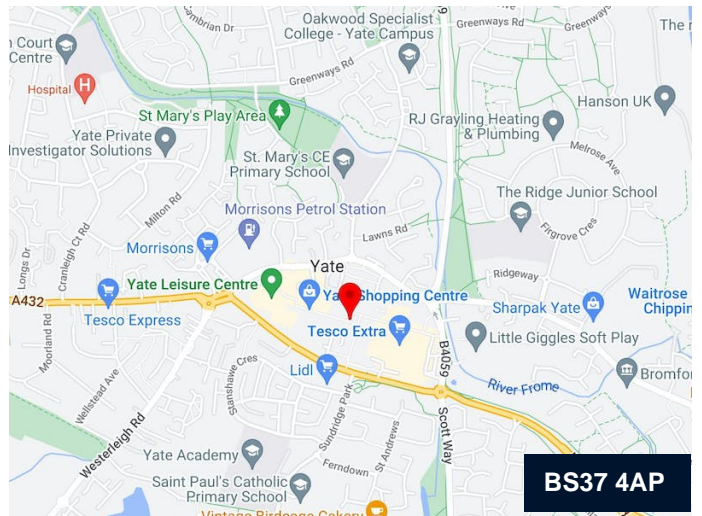 Cambrian Dr
Oakwood Specialist
College - Yate Campus
Greenways Rd
Court
Centre
Greenways Rd
Hospital
Hanson UK
St Mary's Play Area
RJ Grayling Heating
& Plumbing
Yate Private
Investigator Solutions
St. Mary's CE
Primary School
Melrose Ave
The Ridge Junior School
Milton Rd
Morrisons Petrol Station
Firgrove Cres
Longs Dr
Cranleigh Ct Rd
Morrisons
Lawns Rd
Yate
Ridgeway
Yate Leisure Centre
Shopping Centre
A432
Tesco Express
Sharpak Yate
Waitrose
Chippin
Tesco Extra
Little Giggles Soft Play
Moorland Rd
B4059
Lidl
River Frome
Bromfor
Stanshawe Cres
Wellstead Ave
Sundridge Park
St Andrews
Scott Way
Westerleigh Rd
Yate Academy
Ferndown
Saint Paul's Catholic
Primary School
BS37 4AP
Vintage Birdcage Cakery